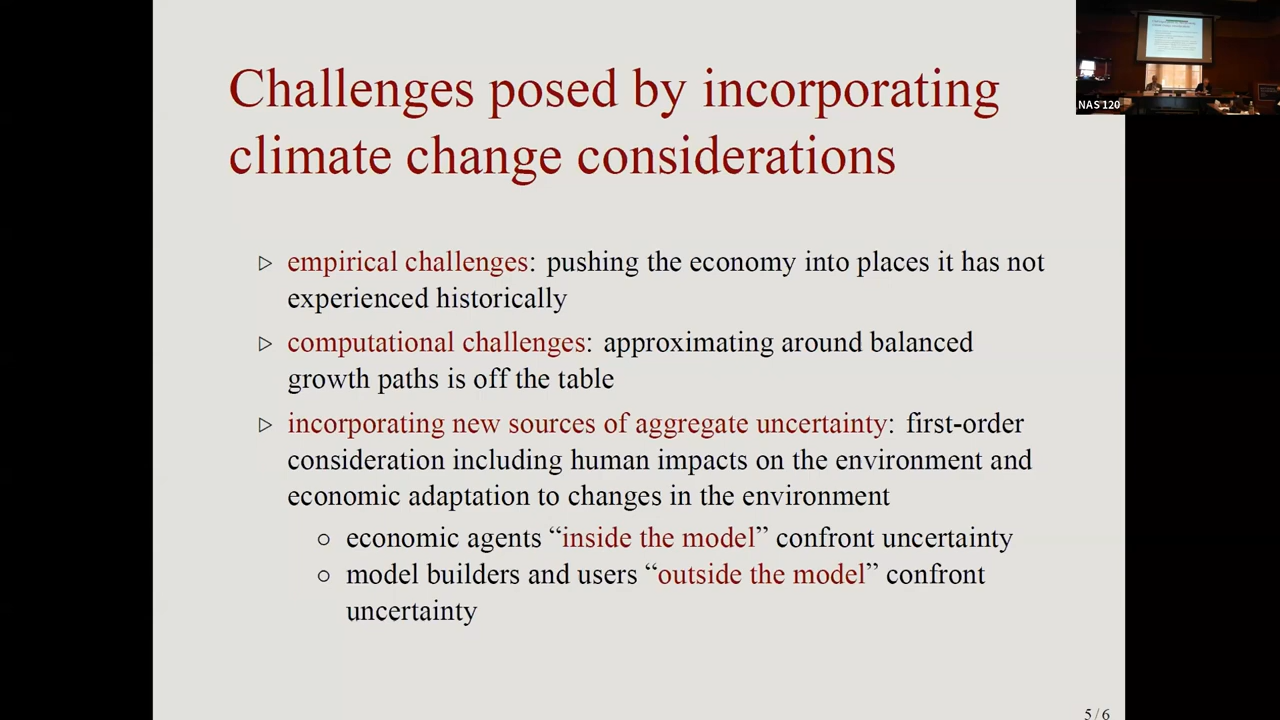 Challenges posed by incorporating
climate change considerations
▷ empirical challenges: pushing the economy into places it has not
experienced historically
▷ computational challenges: approximating around balanced
growth paths is off the table
▷ incorporating new sources of aggregate uncertainty: first-order
consideration including human impacts on the environment and
economic adaptation to changes in the environment
○ economic agents “inside the model” confront uncertainty
○ model builders and users “outside the model” confront
uncertainty
5 / 6
NAS 120